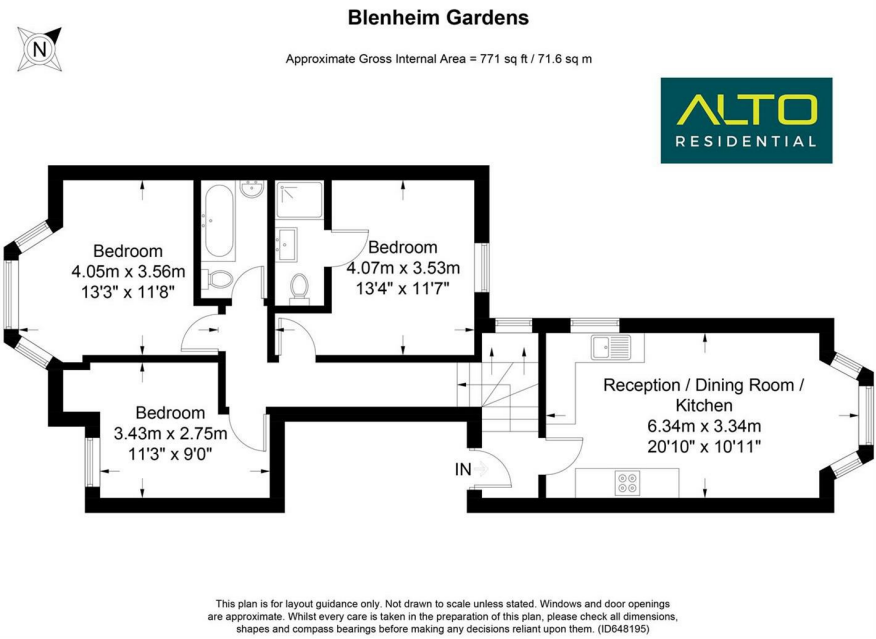 Blenheim Gardens
N
Approximate Gross Internal Area = 771 sq ft / 71.6 sq m
ALTO
RESIDENTIAL
Bedroom
4.05m x 3.56m
13'3" x 11'8"
Bedroom
4.07m x 3.53m
13'4" x 11'7"
Reception / Dining Room /
Kitchen
6.34m x 3.34m
20'10" x 10'11"
Bedroom
3.43m x 2.75m
11'3" x 9'0"
IN
This plan is for layout guidance only. Not drawn to scale unless stated. Windows and door openings
are approximate. Whilst every care is taken in the preparation of this plan, please check all dimensions,
shapes and compass bearings before making any decisions reliant upon them. (ID648195)